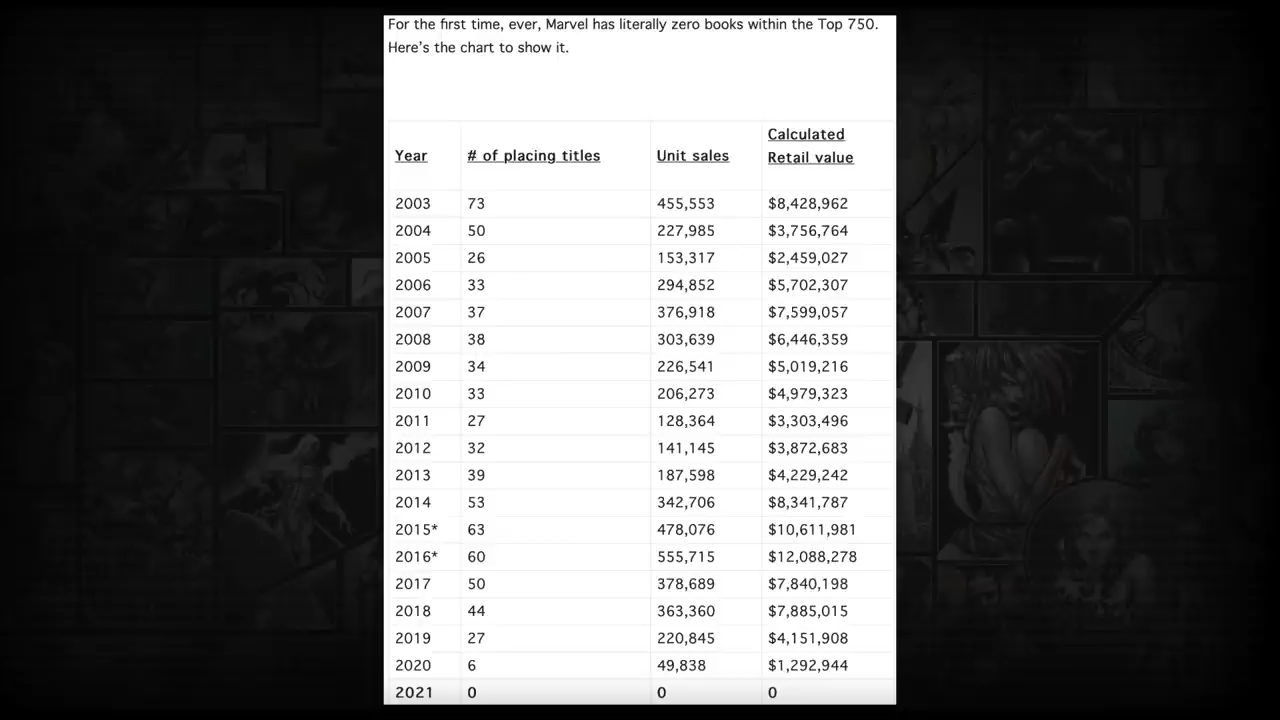 For the first time, ever, Marvel has literally zero books within the Top 750.
Here's the chart to show it.
Year # of placing titles Unit sales Calculated Retail value
2003 73 455,553 $8,428,962
2004 50 227,985 $3,756,764
2005 26 153,317 $2,459,027
2006 33 294,852 $5,702,307
2007 37 376,918 $7,599,057
2008 38 303,639 $6,446,359
2009 34 226,541 $5,019,216
2010 33 206,273 $4,979,323
2011 27 128,364 $3,303,496
2012 32 141,145 $3,872,683
2013 39 187,598 $4,229,242
2014 53 342,706 $8,341,787
2015* 63 478,076 $10,611,981
2016* 60 555,715 $12,088,278
2017 50 378,689 $7,840,198
2018 44 363,360 $7,885,015
2019 27 220,845 $4,151,908
2020 6 49,838 $1,292,944
2021 0 0 0